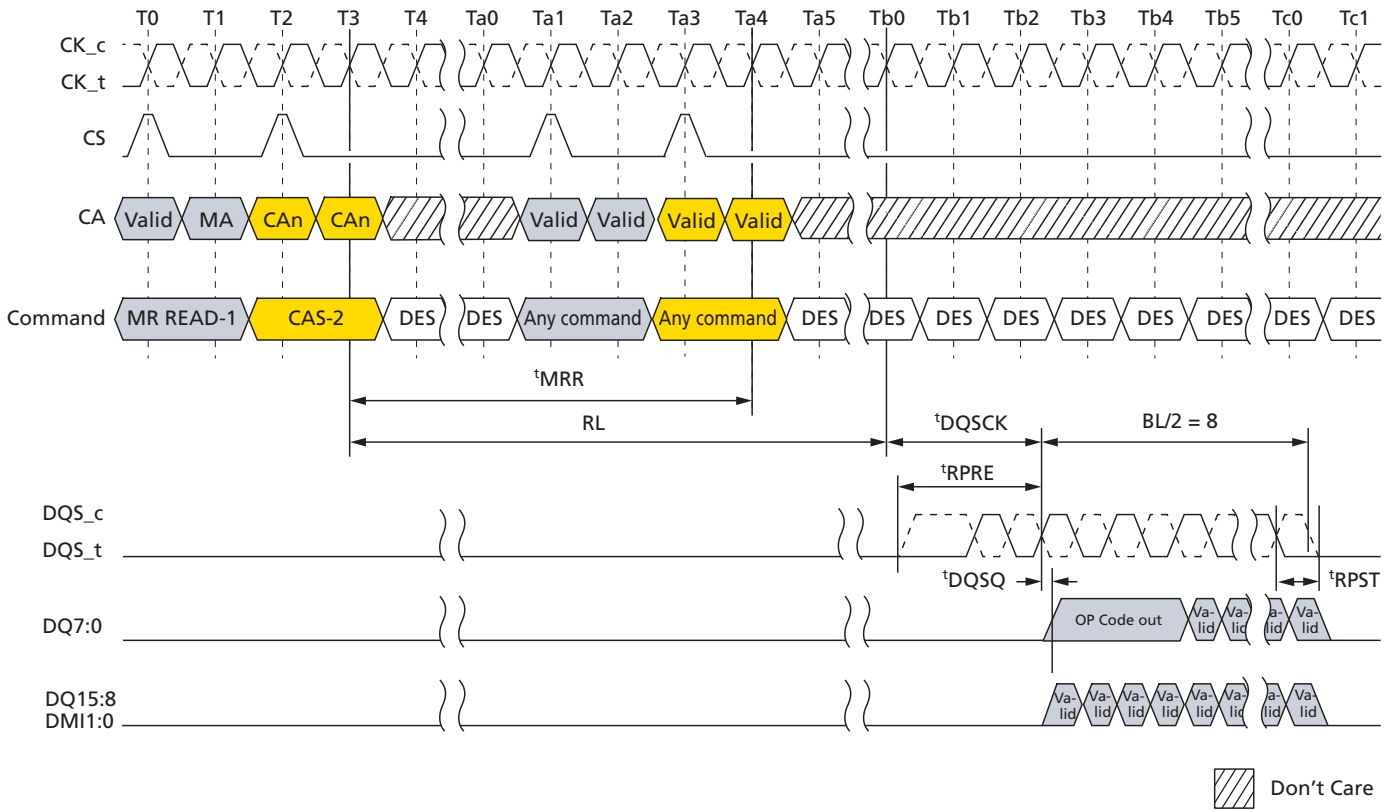 T0 T1 T2 T3 T4 Ta0 Ta1 Ta2 Ta3 Ta4 Ta5 Tb0 Tb1 Tb2 Tb3 Tb4 Tb5 Tc0 Tc1
CK_c
CK_t
CS
CA Valid MA CAn CAn Valid Valid Valid Valid
Command MR READ-1 CAS-2 DES DES Any command Any command DES DES DES DES DES DES DES DES DES
tMRR
RL tDQSCK BL/2 = 8
tRPRE
DQS_c
DQS_t
tDQSQ tRPST
DQ7:0 OP Code out Va-lid Va-lid a-lid Va-lid
DQ15:8
DMI1:0 Va-lid Va-lid Va-lid Va-lid Va-lid a-lid Va-lid
Don't Care